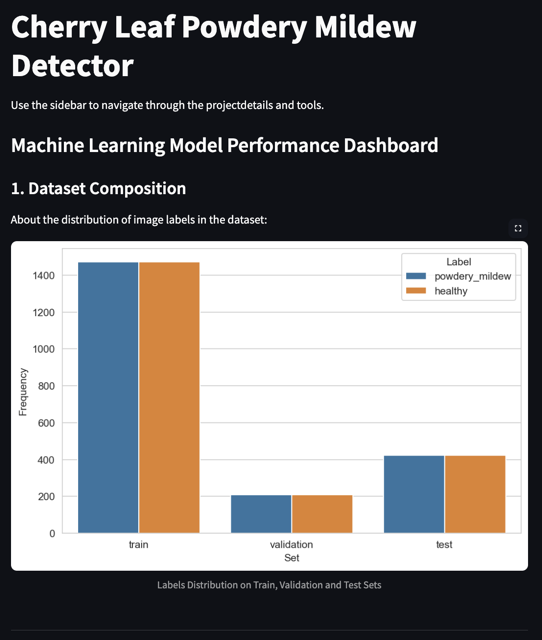 Cherry Leaf Powdery Mildew
Detector
Use the sidebar to navigate through the projectdetails and tools.
Machine Learning Model Performance Dashboard
1. Dataset Composition
About the distribution of image labels in the dataset:
Label
powdery_mildew
healthy
1400
1200
1000
800
600
400
200
0
Frequency
train validation test
Set
Labels Distribution on Train, Validation and Test Sets